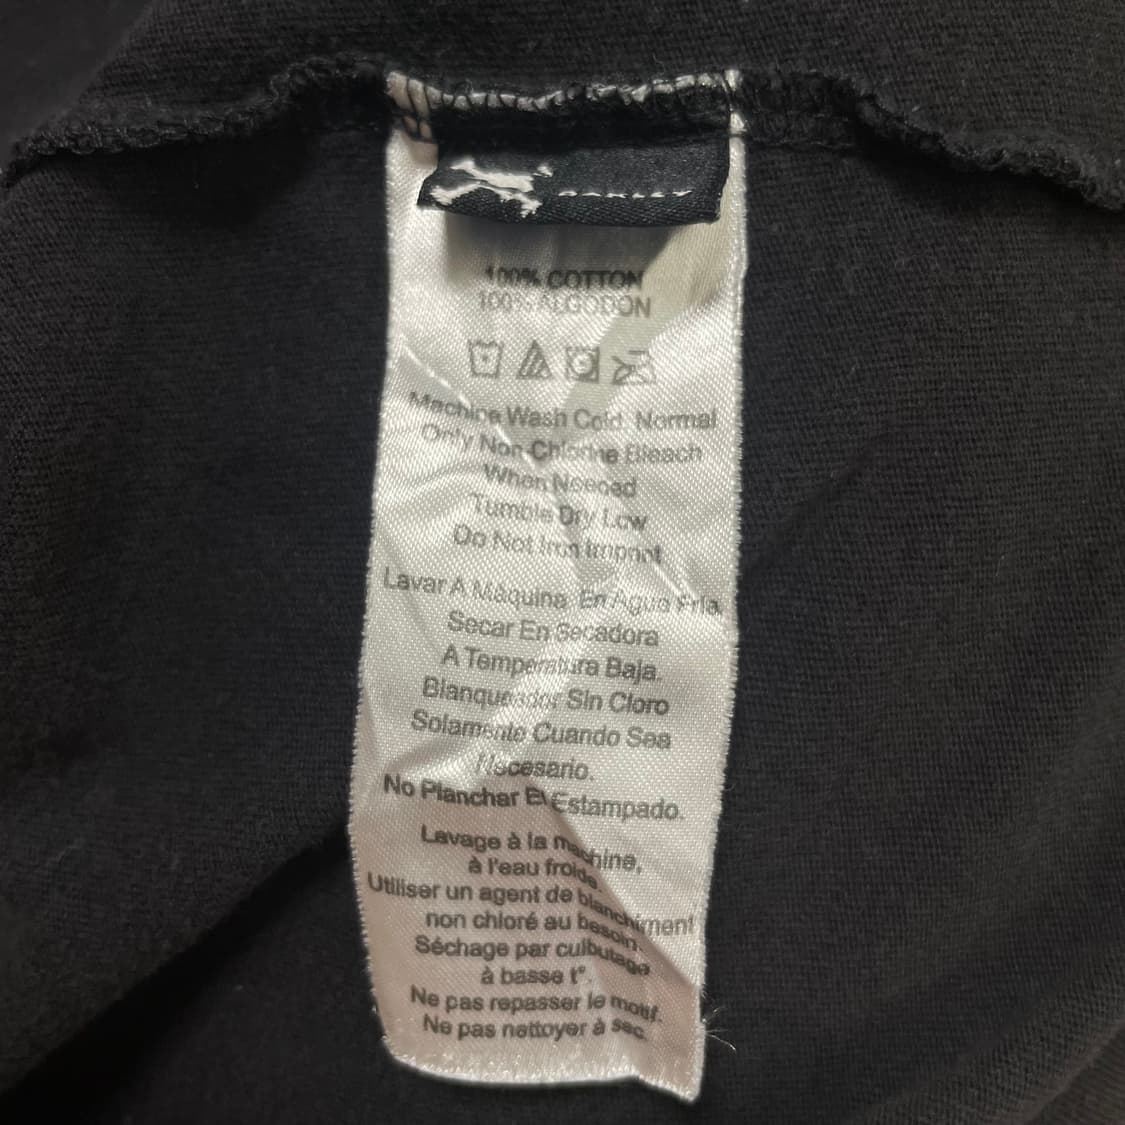 OAKLEY
100% COTTON
100% ALGODON
Machine Wash Cold Normal
Only Non-Chlorine Bleach
When Needed
Tumble Dry Low
Do Not Iron Imprint
Lavar A Máquina En Agua Fria.
Secar En Secadora
A Temperatura Baja.
Blanqueador Sin Cloro
Solamente Cuando Sea
Necesario.
No Planchar El Estampado.
Lavage à la machine,
à l'eau froide.
Utiliser un agent de blanchiment
non chloré au besoin.
Séchage par culbutage
à basse t°.
Ne pas repasser le motif.
Ne pas nettoyer à sec.